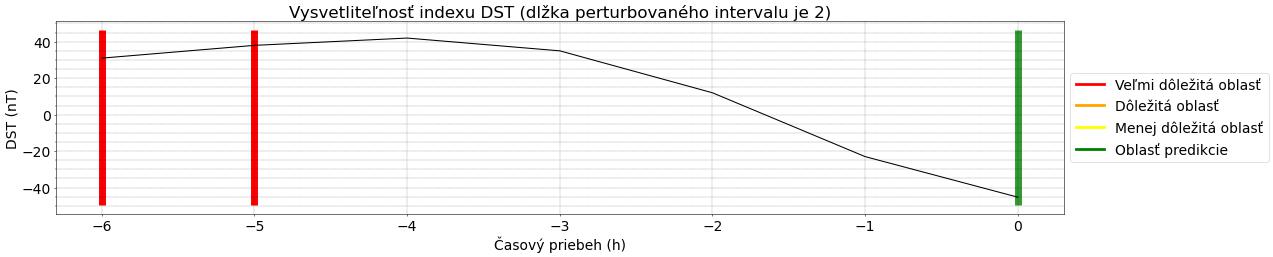 Vysvetliteľnosť indexu DST (dĺžka perturbovaného intervalu je 2)
DST (nT)
40
20
0
−20
−40
−6 −5 −4 −3 −2 −1 0
Časový priebeh (h)
Veľmi dôležitá oblasť
Dôležitá oblasť
Menej dôležitá oblasť
Oblasť predikcie